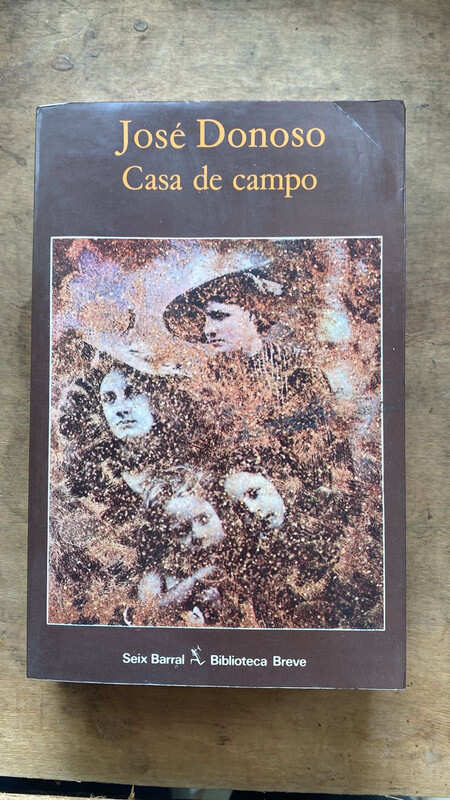 José Donoso
Casa de campo
Seix Barral Biblioteca Breve